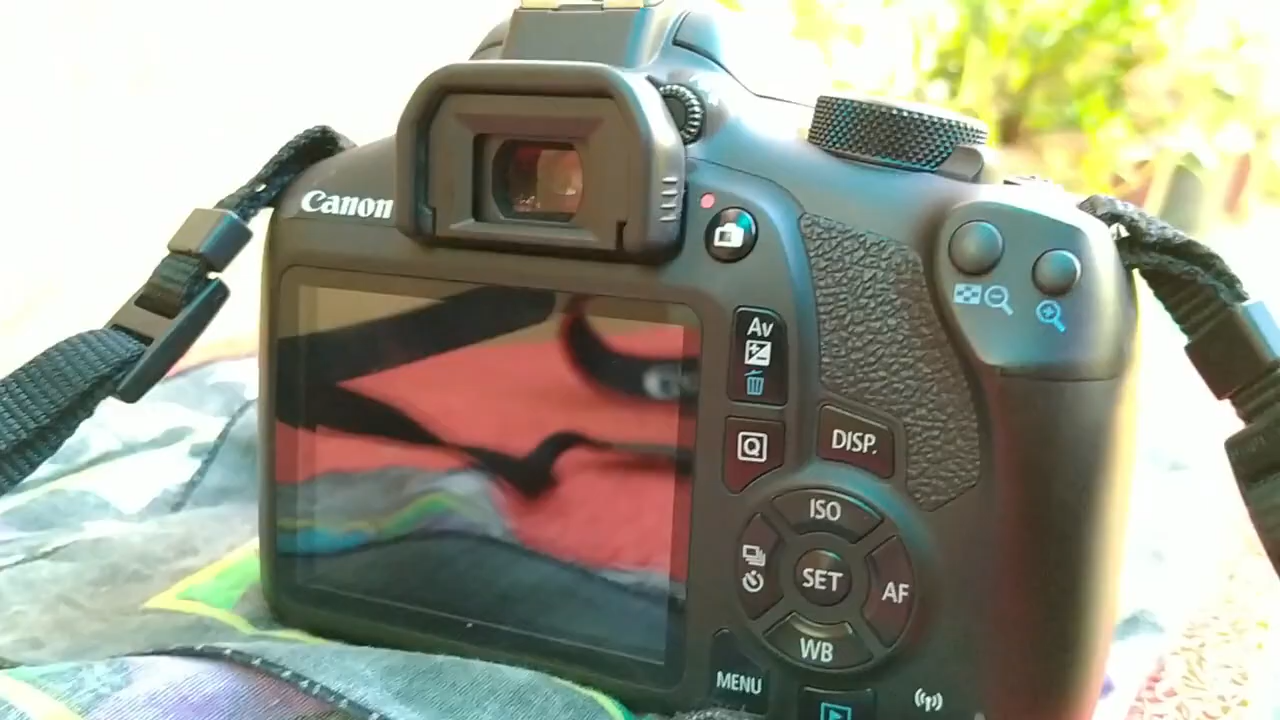 Canon
Av
Q
DISP.
ISO
SET
AF
WB
MENU